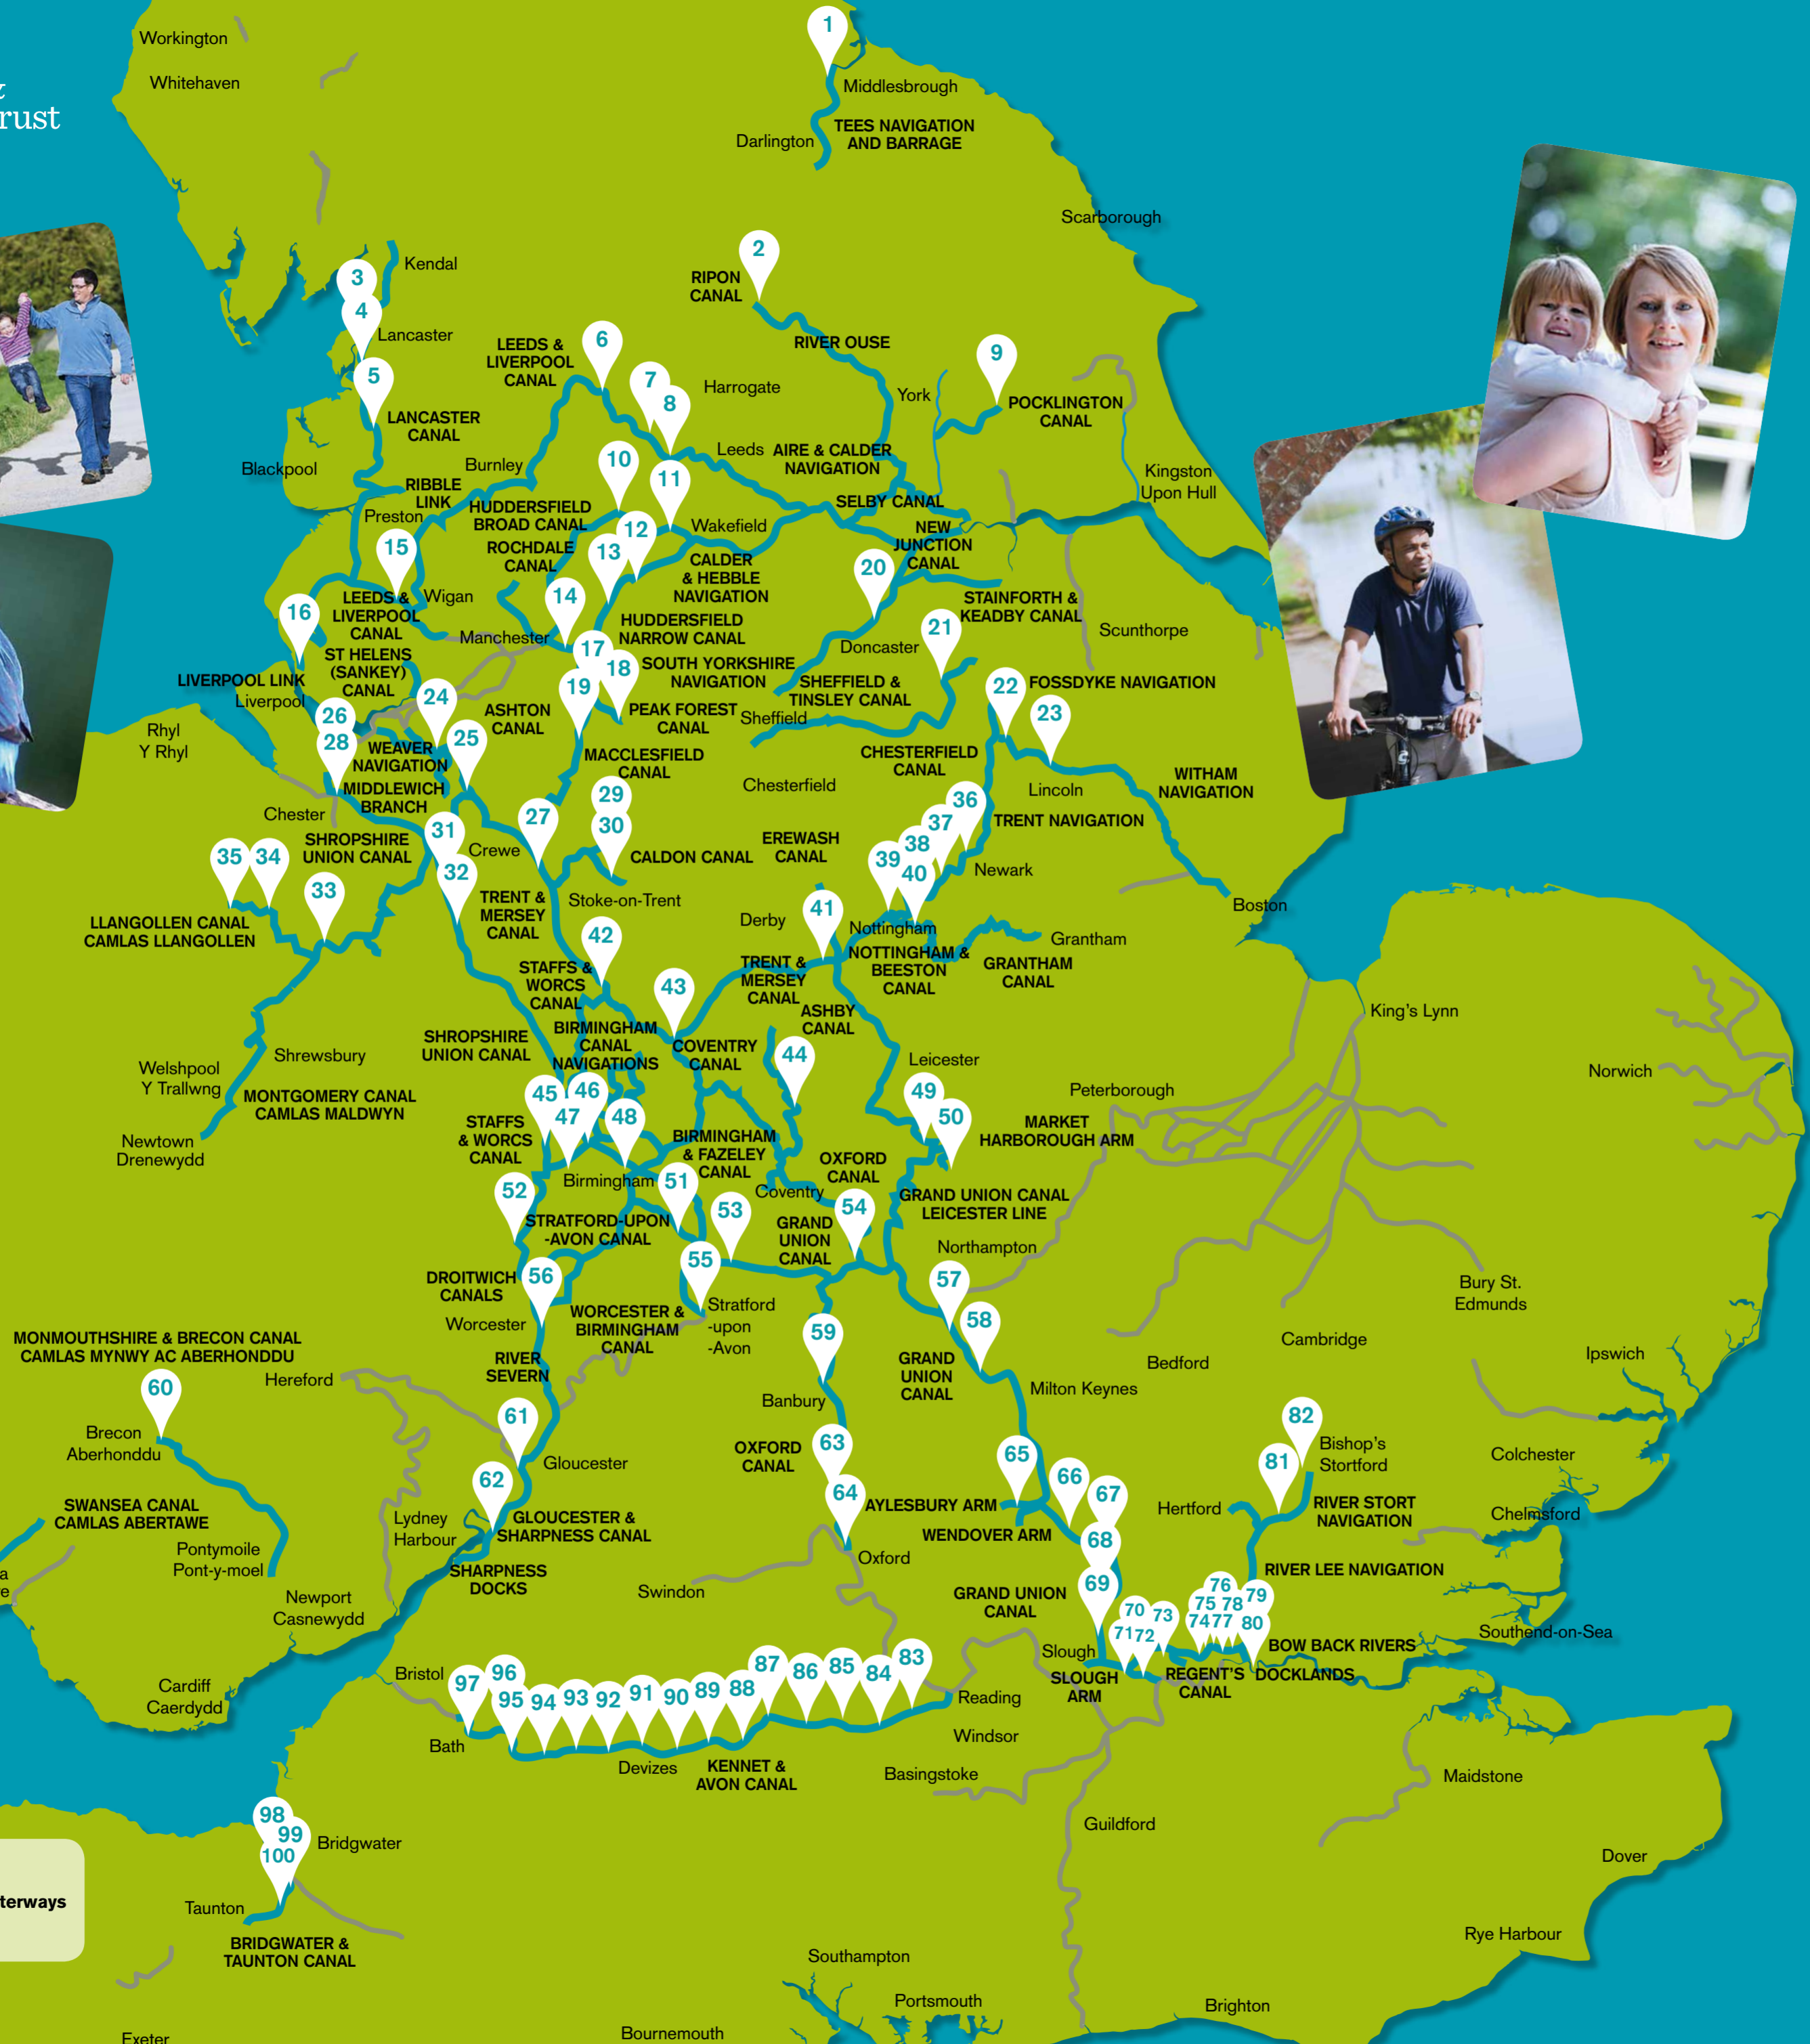 &
rust
Workington
Whitehaven
1
Middlesbrough
Darlington
TEES NAVIGATION
AND BARRAGE
Scarborough
2
RIPON
CANAL
RIVER OUSE
3
Kendal
4
Lancaster
5
LANCASTER
CANAL
LEEDS &
LIVERPOOL
CANAL
6
7
8
Harrogate
York
9
POCKLINGTON
CANAL
Blackpool
Burnley
10
11
Leeds
AIRE & CALDER
NAVIGATION
Kingston
Upon Hull
RIBBLE
LINK
Preston
HUDDERSFIELD
BROAD CANAL
SELBY CANAL
Wakefield
NEW
JUNCTION
CANAL
12
13
ROCHDALE
CANAL
CALDER
& HEBBLE
NAVIGATION
15
20
14
16
LEEDS &
LIVERPOOL
CANAL
Wigan
STAINFORTH &
KEADBY CANAL
Manchester
HUDDERSFIELD
NARROW CANAL
21
Scunthorpe
Doncaster
17
18
19
ST HELENS
(SANKEY)
CANAL
SOUTH YORKSHIRE
NAVIGATION
LIVERPOOL LINK
Liverpool
SHEFFIELD &
TINSLEY CANAL
22
FOSSDYKE NAVIGATION
23
24
ASHTON
CANAL
PEAK FOREST
CANAL
Sheffield
26
28
25
Rhyl
Y Rhyl
WEAVER
NAVIGATION
MACCLESFIELD
CANAL
CHESTERFIELD
CANAL
MIDDLEWICH
BRANCH
Chesterfield
Lincoln
WITHAM
NAVIGATION
Chester
27
29
30
36
37
38
39
40
TRENT NAVIGATION
31
SHROPSHIRE
UNION CANAL
Crewe
CALDON CANAL
EREWASH
CANAL
Newark
35
34
33
32
Stoke-on-Trent
TRENT &
MERSEY
CANAL
Derby
41
Boston
LLANGOLLEN CANAL
CAMLAS LLANGOLLEN
42
Nottingham
Grantham
TRENT &
MERSEY
CANAL
NOTTINGHAM &
BEESTON
CANAL
GRANTHAM
CANAL
STAFFS &
WORCS
CANAL
43
ASHBY
CANAL
King's Lynn
SHROPSHIRE
UNION CANAL
BIRMINGHAM
CANAL
NAVIGATIONS
COVENTRY
CANAL
44
Leicester
Norwich
Shrewsbury
Welshpool
Y Trallwng
MONTGOMERY CANAL
CAMLAS MALDWYN
Peterborough
45
46
47
48
49
50
MARKET
HARBOROUGH ARM
Newtown
Drenewydd
STAFFS
& WORCS
CANAL
BIRMINGHAM
& FAZELEY
CANAL
OXFORD
CANAL
Birmingham
51
52
Coventry
53
54
GRAND UNION CANAL
LEICESTER LINE
STRATFORD-UPON
-AVON CANAL
GRAND
UNION
CANAL
Northampton
55
56
57
DROITWICH
CANALS
Bury St.
Edmunds
Stratford
-upon
-Avon
58
Worcester
WORCESTER &
BIRMINGHAM
CANAL
59
Cambridge
MONMOUTHSHIRE & BRECON CANAL
CAMLAS MYNWY AC ABERHONDDU
RIVER
SEVERN
GRAND
UNION
CANAL
Bedford
Ipswich
Hereford
60
Milton Keynes
Banbury
61
82
Brecon
Aberhonddu
63
OXFORD
CANAL
65
Bishop's
Stortford
Colchester
Gloucester
81
62
66
67
64
AYLESBURY ARM
Hertford
RIVER STORT
NAVIGATION
Chelmsford
SWANSEA CANAL
CAMLAS ABERTAWE
Lydney
Harbour
GLOUCESTER &
SHARPNESS CANAL
WENDOVER ARM
68
Pontymoile
Pont-y-moel
Oxford
RIVER LEE NAVIGATION
SHARPNESS
DOCKS
Swindon
69
a
e
Newport
Casnewydd
GRAND UNION
CANAL
70
71
72
73
74
75
76
77
78
79
80
Southend-on-Sea
BOW BACK RIVERS
Slough
SLOUGH
ARM
REGENT'S
CANAL
DOCKLANDS
Cardiff
Caerdydd
Bristol
97
96
95
94
93
92
91
90
89
88
87
86
85
84
83
Reading
Windsor
Bath
Devizes
KENNET &
AVON CANAL
Basingstoke
Maidstone
98
99
100
Bridgwater
Guildford
Dover
terways
Taunton
BRIDGWATER &
TAUNTON CANAL
Rye Harbour
Southampton
Portsmouth
Brighton
Bournemouth
Exeter